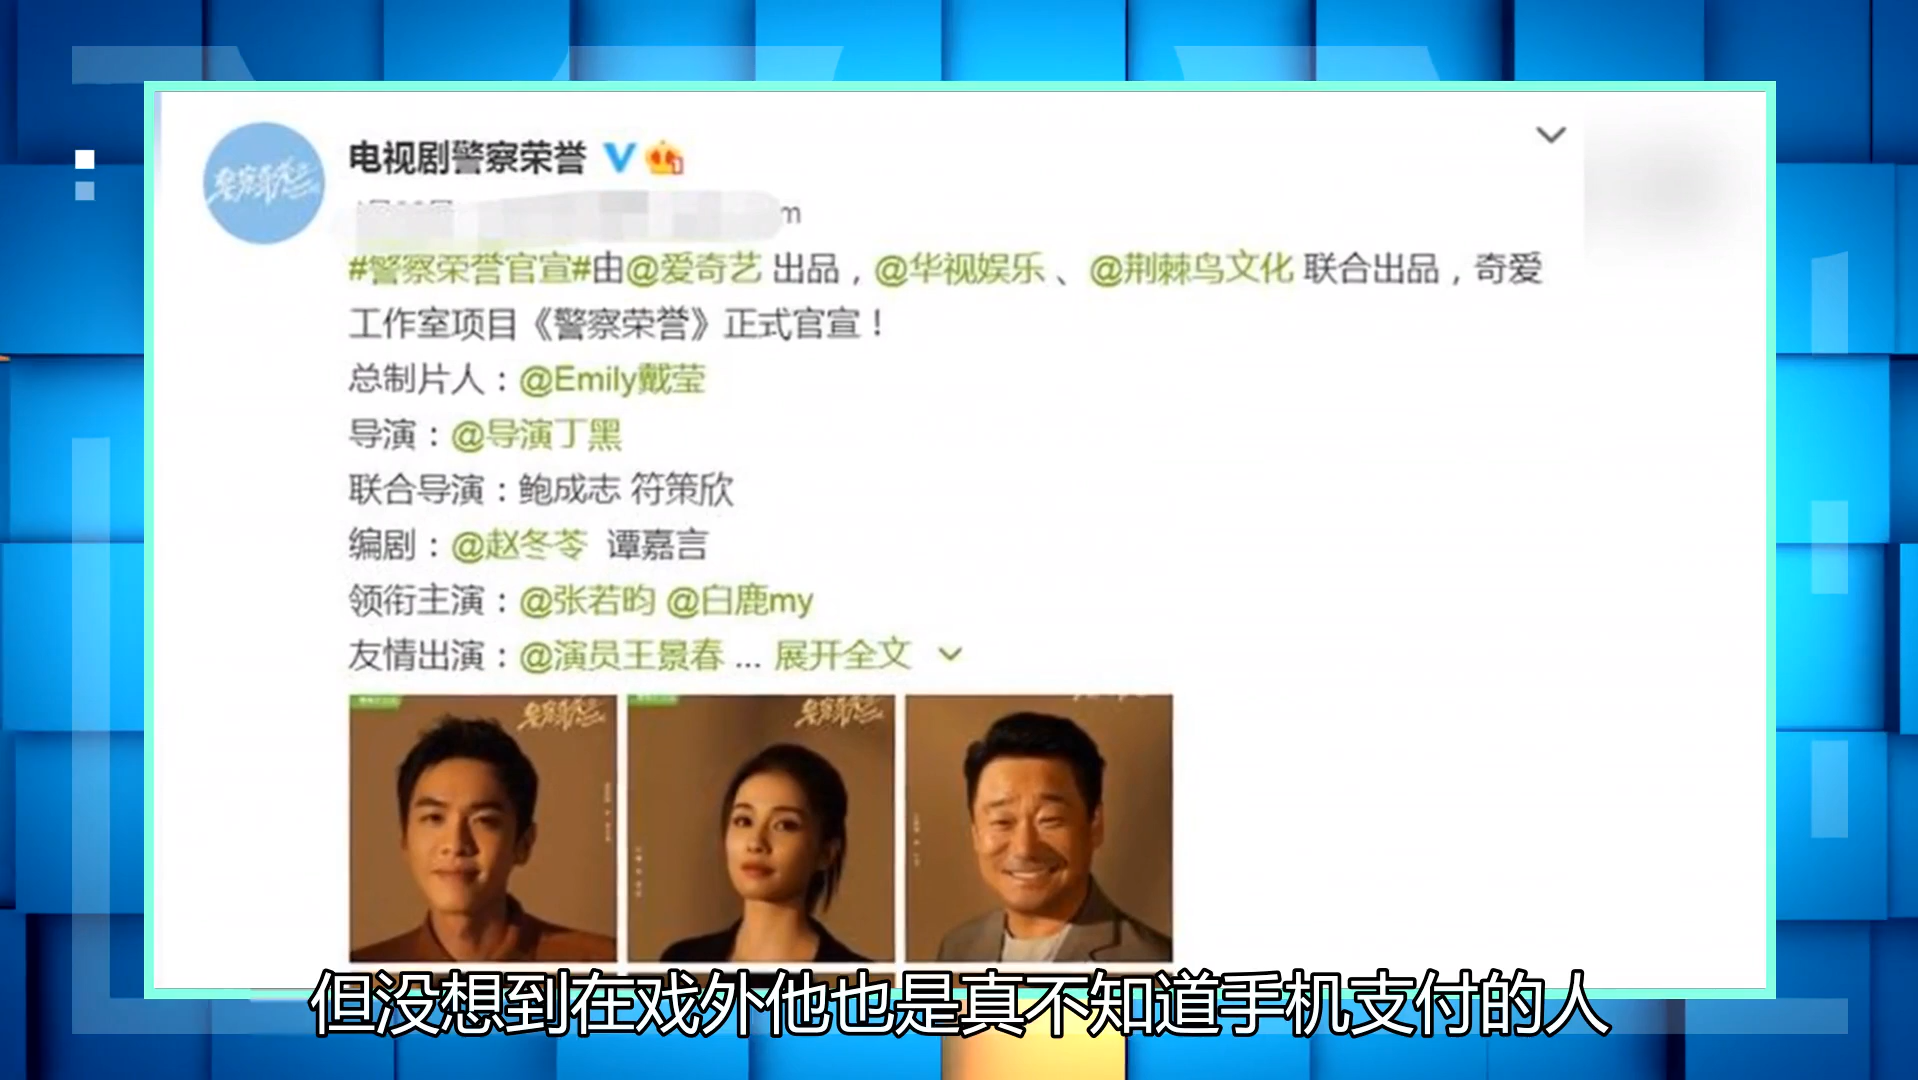 电视剧警察荣誉
#警察荣誉官宣#由@爱奇艺 出品，@华视娱乐 、@荆棘鸟文化 联合出品，奇爱
工作室项目《警察荣誉》正式官宣！
总制片人：@Emily戴莹
导演：@导演丁黑
联合导演：鲍成志 符策欣
编剧：@赵冬苓 谭嘉言
领衔主演：@张若昀 @白鹿my
友情出演：@演员王景春 ... 展开全文
但没想到在戏外他也是真不知道手机支付的人